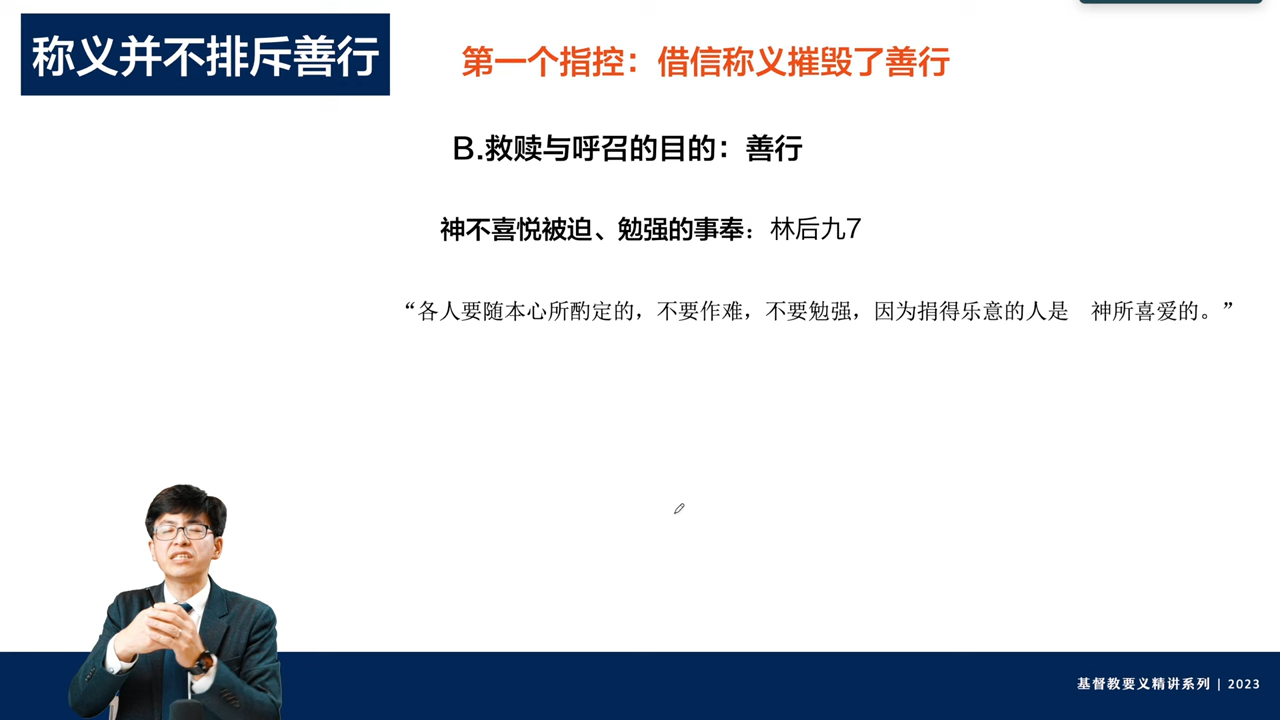 称义并不排斥善行
第一个指控：借信称义摧毁了善行
B.救赎与呼召的目的：善行
神不喜悦被迫、勉强的事奉：林后九7
“各人要随本心所酌定的，不要作难，不要勉强，因为捐得乐意的人是　神所喜爱的。”
基督教要义精讲系列 | 2023